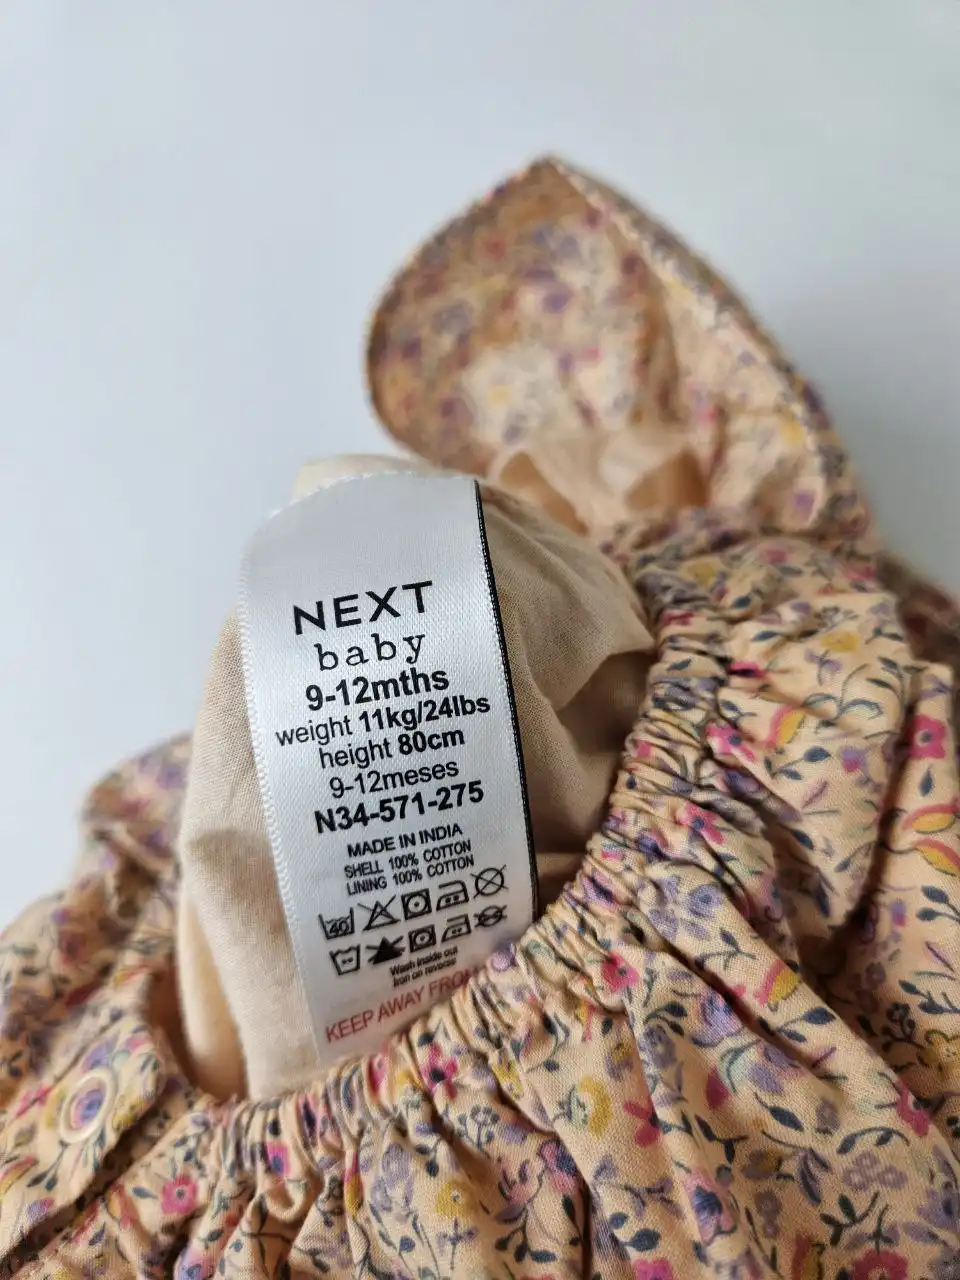 NEXT
baby
9-12mths
weight 11kg/24lbs
height 80cm
9-12meses
N34-571-275
MADE IN INDIA
SHELL 100% COTTON
LINING 100% COTTON
40
Wash inside out
Iron on reverse
KEEP AWAY FROM